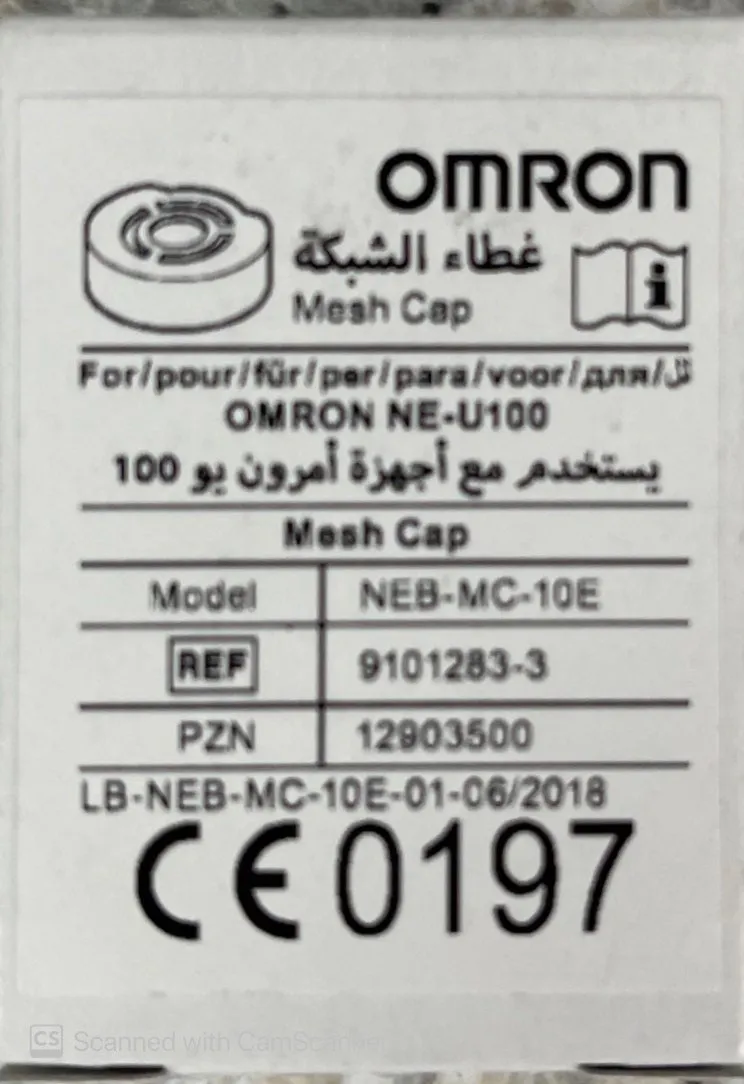 OMRON
غطاء الشبكة
Mesh Cap
For/pour/für/per/para/voor/для/لل
OMRON NE-U100
يستخدم مع أجهزة أمرون يو 100
Mesh Cap
Model NEB-MC-10E
REF 9101283-3
PZN 12903500
LB-NEB-MC-10E-01-06/2018
CE 0197
CS Scanned with CamScanner